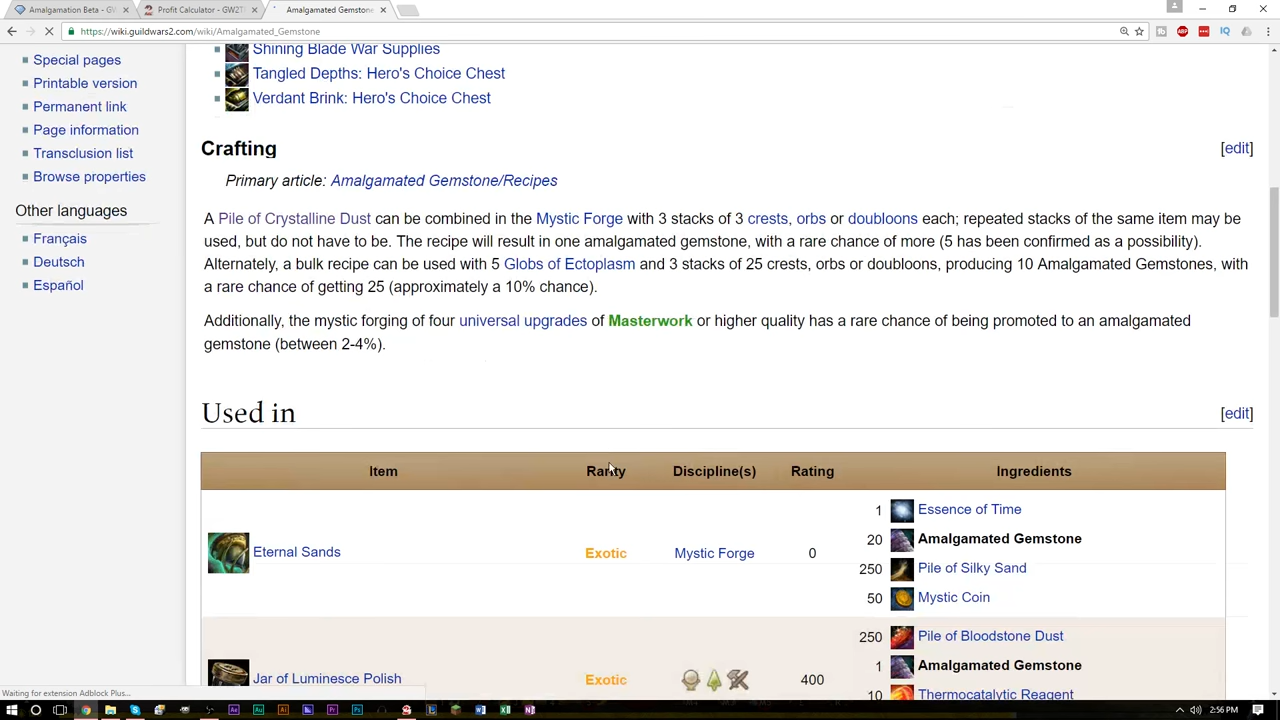 Amalgamation Beta - GW2
Profit Calculator - GW2T
Amalgamated Gemstone
https://wiki.guildwars2.com/wiki/Amalgamated_Gemstone
Special pages
Printable version
Permanent link
Page information
Transclusion list
Browse properties
Other languages
Français
Deutsch
Español
Shining Blade War Supplies
Tangled Depths: Hero's Choice Chest
Verdant Brink: Hero's Choice Chest
Crafting [edit]
Primary article: Amalgamated Gemstone/Recipes
A Pile of Crystalline Dust can be combined in the Mystic Forge with 3 stacks of 3 crests, orbs or doubloons each; repeated stacks of the same item may be
used, but do not have to be. The recipe will result in one amalgamated gemstone, with a rare chance of more (5 has been confirmed as a possibility).
Alternately, a bulk recipe can be used with 5 Globs of Ectoplasm and 3 stacks of 25 crests, orbs or doubloons, producing 10 Amalgamated Gemstones, with
a rare chance of getting 25 (approximately a 10% chance).
Additionally, the mystic forging of four universal upgrades of Masterwork or higher quality has a rare chance of being promoted to an amalgamated
gemstone (between 2-4%).
Used in [edit]
Item Rarity Discipline(s) Rating Ingredients
Eternal Sands Exotic Mystic Forge 0
1 Essence of Time
20 Amalgamated Gemstone
250 Pile of Silky Sand
50 Mystic Coin
Jar of Luminesce Polish Exotic 400
250 Pile of Bloodstone Dust
1 Amalgamated Gemstone
10 Thermocatalytic Reagent
Waiting for extension Adblock Plus...
2:56 PM